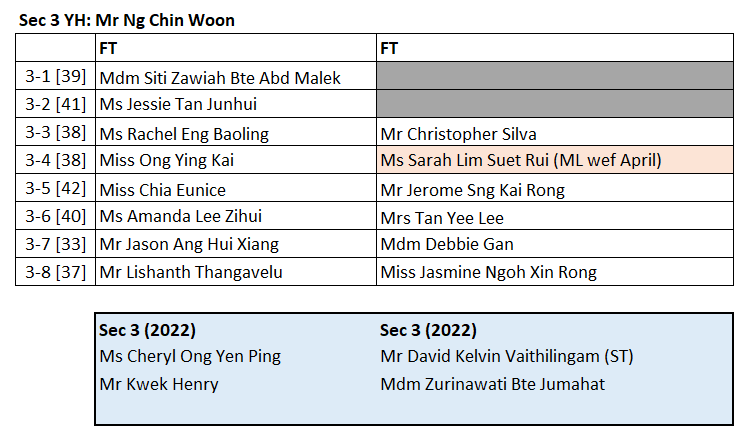 Sec 3 YH: Mr Ng Chin Woon
FT FT
3-1 [39] Mdm Siti Zawiah Bte Abd Malek
3-2 [41] Ms Jessie Tan Junhui
3-3 [38] Ms Rachel Eng Baoling Mr Christopher Silva
3-4 [38] Miss Ong Ying Kai Ms Sarah Lim Suet Rui (ML wef April)
3-5 [42] Miss Chia Eunice Mr Jerome Sng Kai Rong
3-6 [40] Ms Amanda Lee Zihui Mrs Tan Yee Lee
3-7 [33] Mr Jason Ang Hui Xiang Mdm Debbie Gan
3-8 [37] Mr Lishanth Thangavelu Miss Jasmine Ngoh Xin Rong
Sec 3 (2022) Sec 3 (2022)
Ms Cheryl Ong Yen Ping Mr David Kelvin Vaithilingam (ST)
Mr Kwek Henry Mdm Zurinawati Bte Jumahat